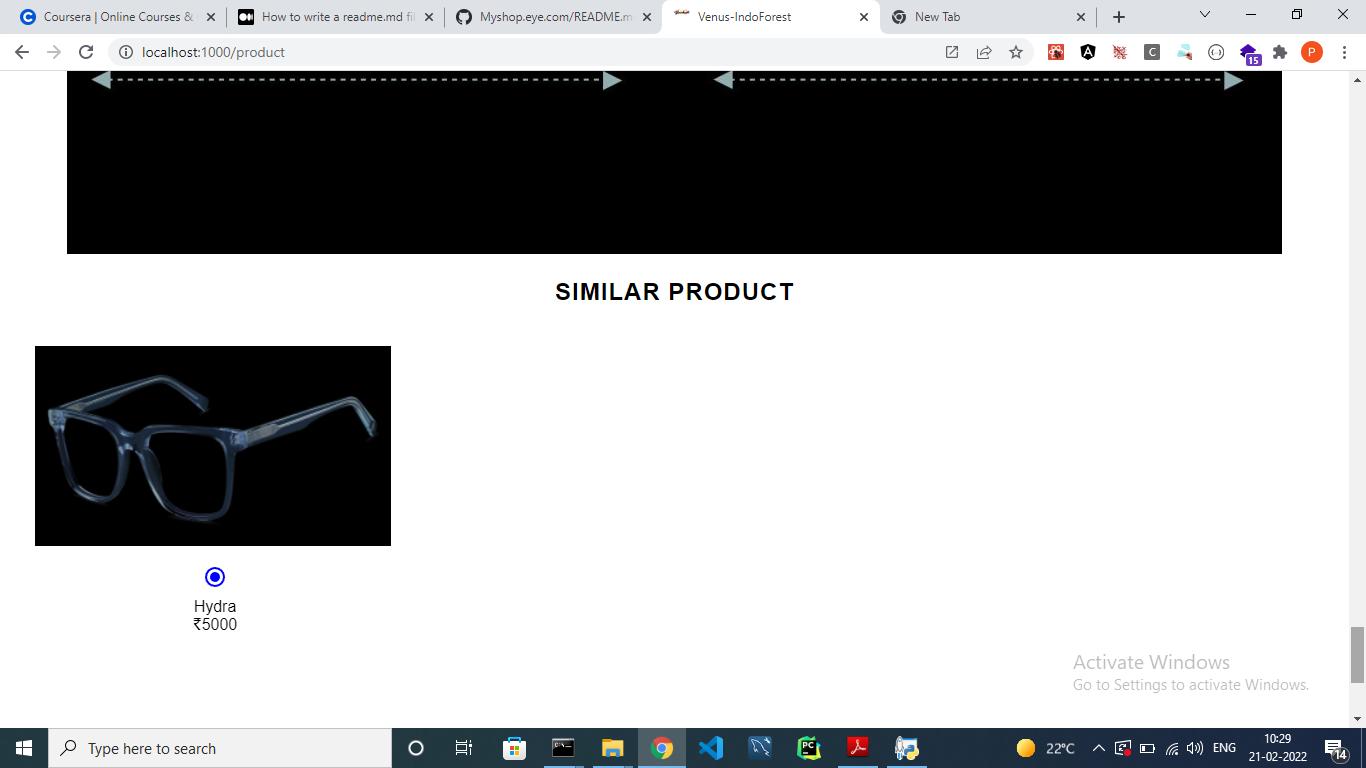 Coursera | Online Courses &
How to write a readme.md fi
Myshop.eye.com/README.m
Venus-IndoForest
New Tab
localhost:1000/product
C
15
P
SIMILAR PRODUCT
Hydra
₹5000
Activate Windows
Go to Settings to activate Windows.
Type here to search
PC
22°C
ENG
10:29
21-02-2022
14